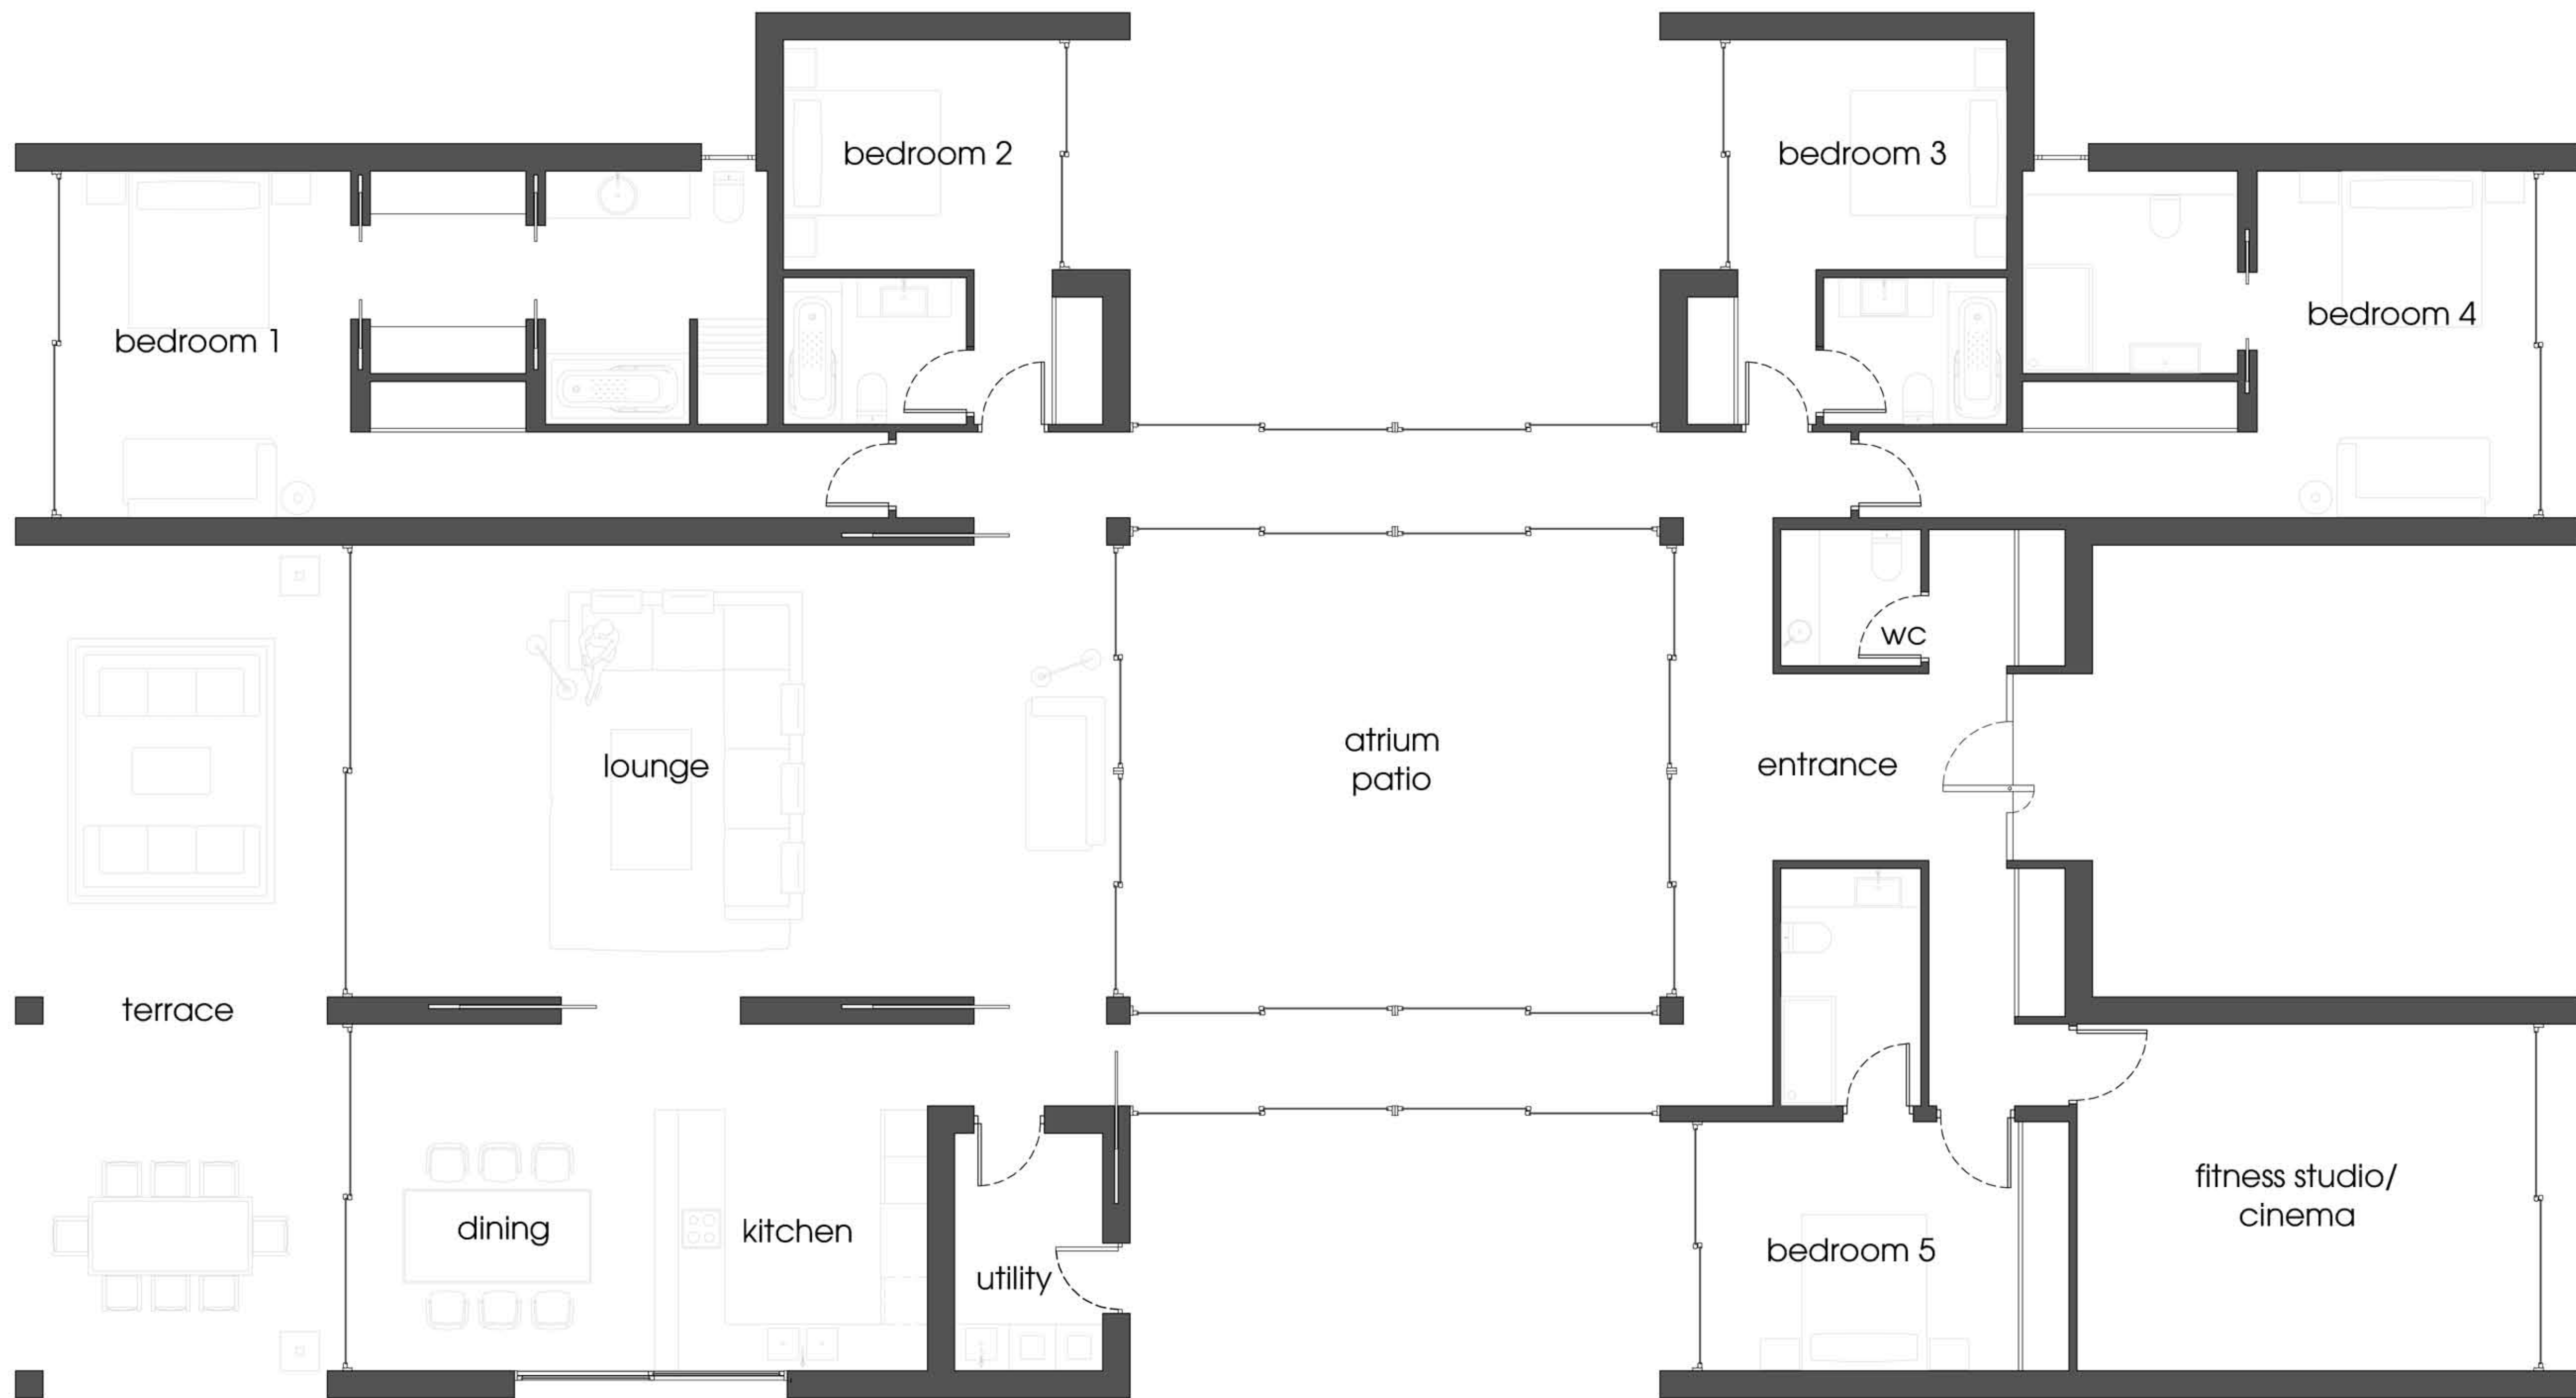 bedroom 2
bedroom 3
bedroom 1
bedroom 4
wc
lounge
atrium
patio
entrance
terrace
dining
kitchen
utility
bedroom 5
fitness studio/
cinema